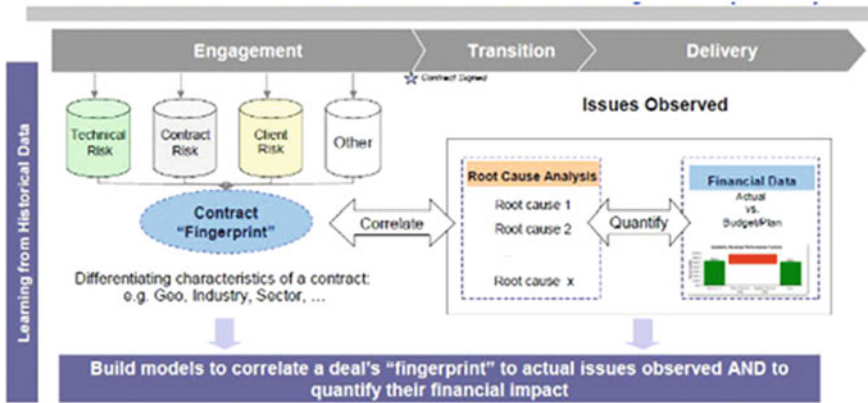 Engagement
Transition
Delivery
Contract Signed
Learning from Historical Data
Technical
Risk
Contract
Risk
Client
Risk
Other
Issues Observed
Contract
"Fingerprint"
Correlate
Root Cause Analysis
Root cause 1
Root cause 2
Root cause x
Quantify
Financial Data
Actual
vs.
Budget/Plan
Differentiating characteristics of a contract:
e.g. Geo, Industry, Sector, ...
Build models to correlate a deal's "fingerprint" to actual issues observed AND to
quantify their financial impact